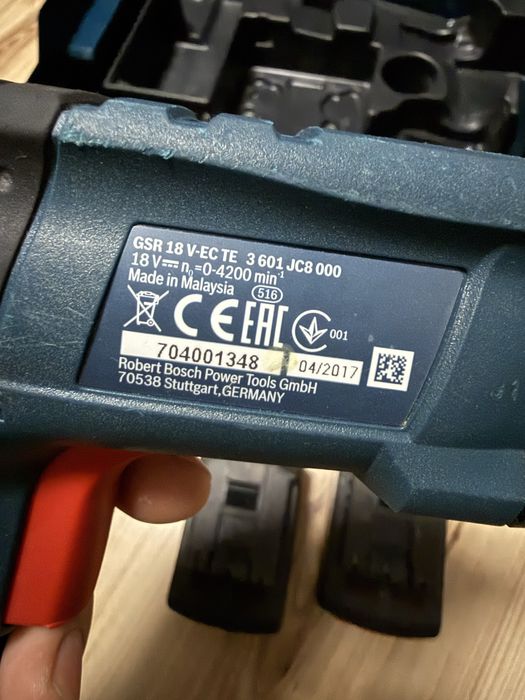 GSR 18 V-EC TE 3 601 JC8 000
18 V⎓ n₀=0-4200 min⁻¹
Made in Malaysia 516
CE EAC 001
704001348 04/2017
Robert Bosch Power Tools GmbH
70538 Stuttgart,GERMANY